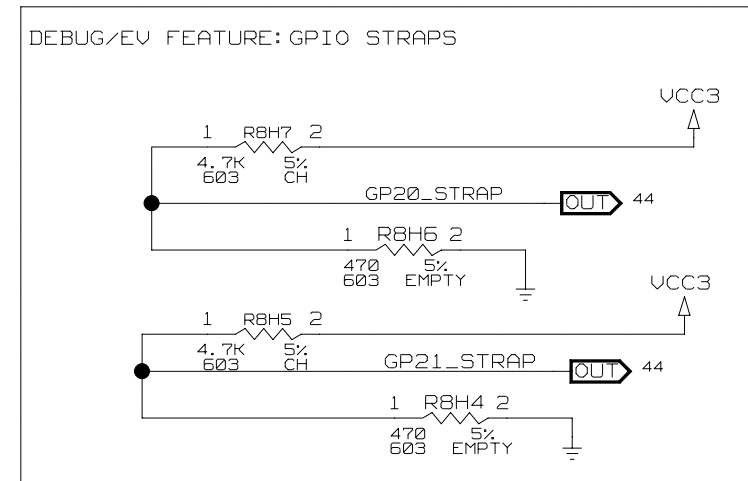 DEBUG/EV FEATURE: GPIO STRAPS
VCC3
1 R8H7 2
4.7K 5%
603 CH
GP20_STRAP OUT 44
1 R8H6 2
470 5%
603 EMPTY
VCC3
1 R8H5 2
4.7K 5%
603 CH
GP21_STRAP OUT 44
1 R8H4 2
470 5%
603 EMPTY